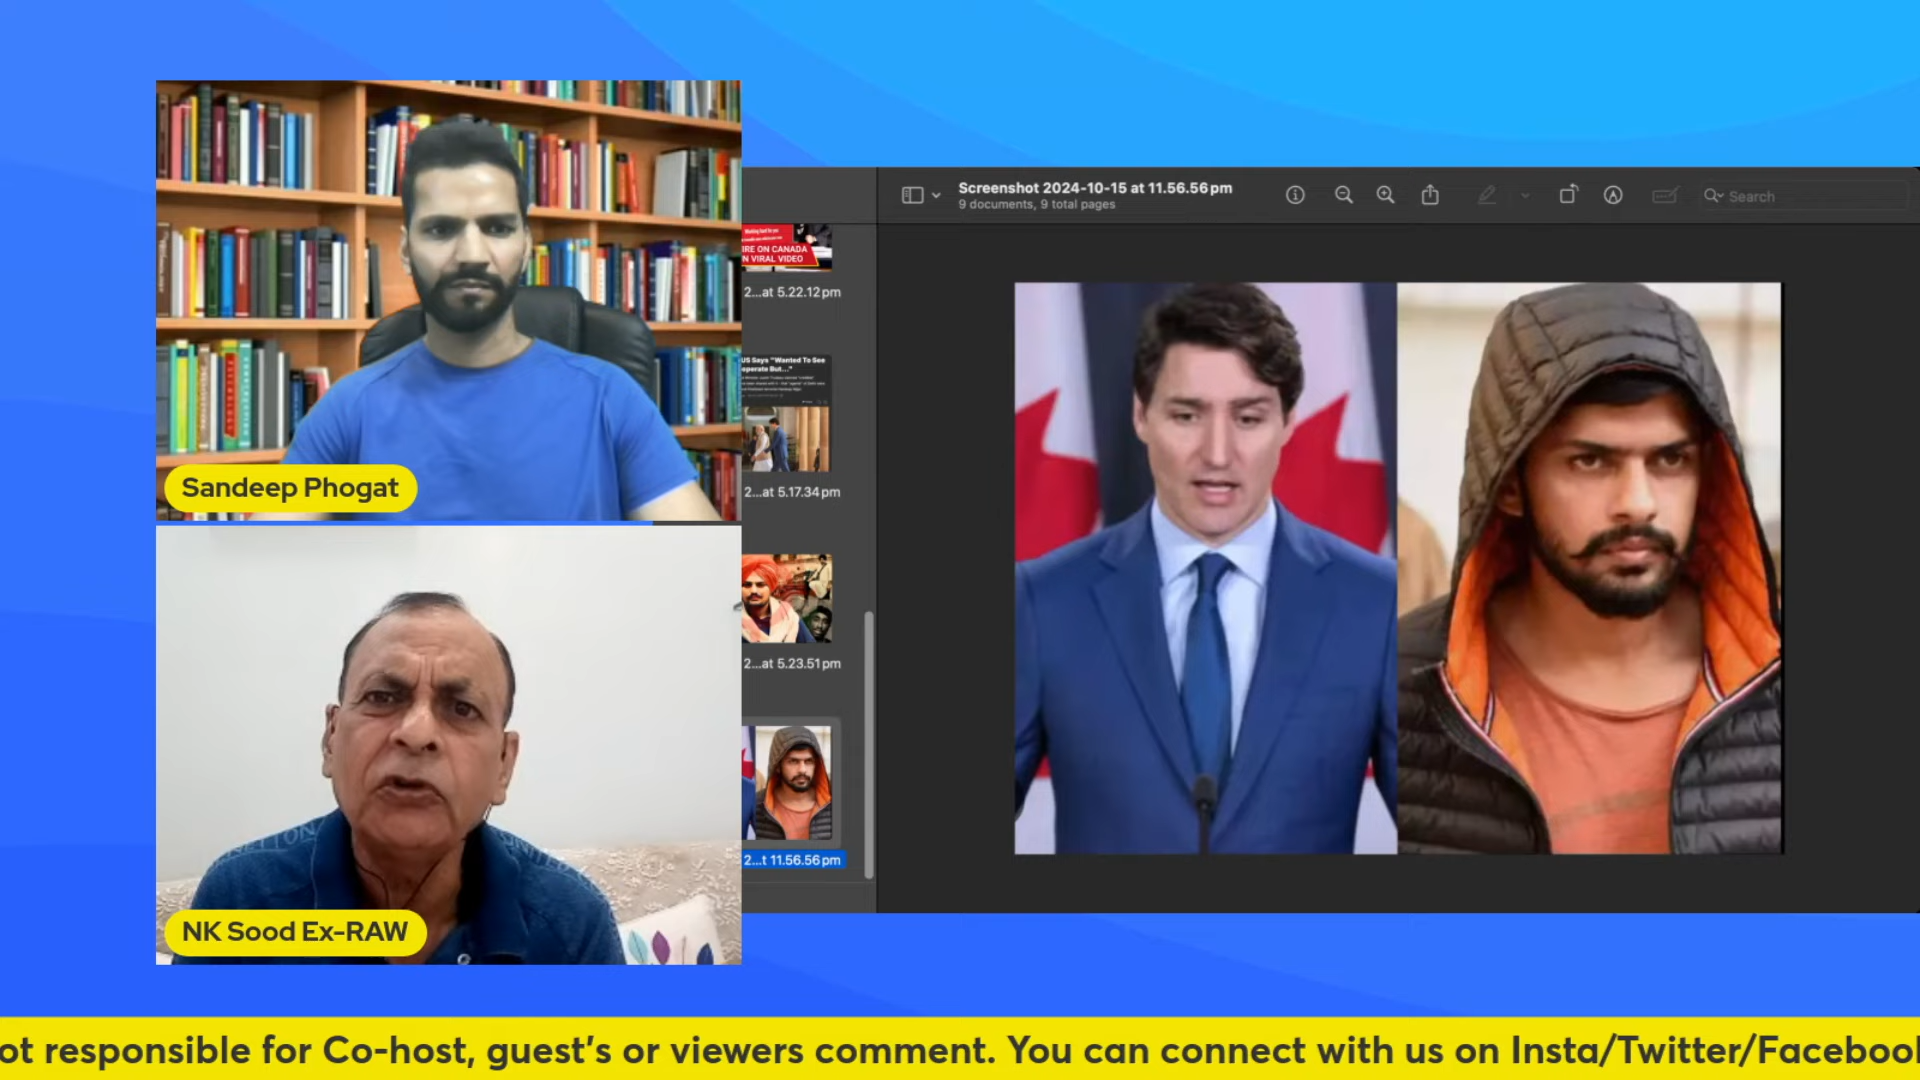 Sandeep Phogat
NK Sood Ex-RAW
Screenshot 2024-10-15 at 11.56.56 pm
9 documents, 9 total pages
Search
IRE ON CANADA
N VIRAL VIDEO
2...at 5.22.12 pm
US Says "Wanted To See
operate But..."
2...at 5.17.34 pm
2...at 5.23.51 pm
2...t 11.56.56 pm
ot responsible for Co-host, guest's or viewers comment. You can connect with us on Insta/Twitter/Facebook